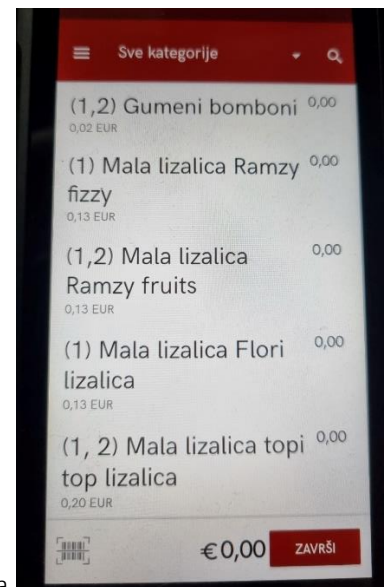 Sve kategorije
(1,2) Gumeni bomboni 0,00
0,02 EUR
(1) Mala lizalica Ramzy 0,00
fizzy
0,13 EUR
(1,2) Mala lizalica 0,00
Ramzy fruits
0,13 EUR
(1) Mala lizalica Flori 0,00
lizalica
0,13 EUR
(1, 2) Mala lizalica topi 0,00
top lizalica
0,20 EUR
€0,00 ZAVRŠI